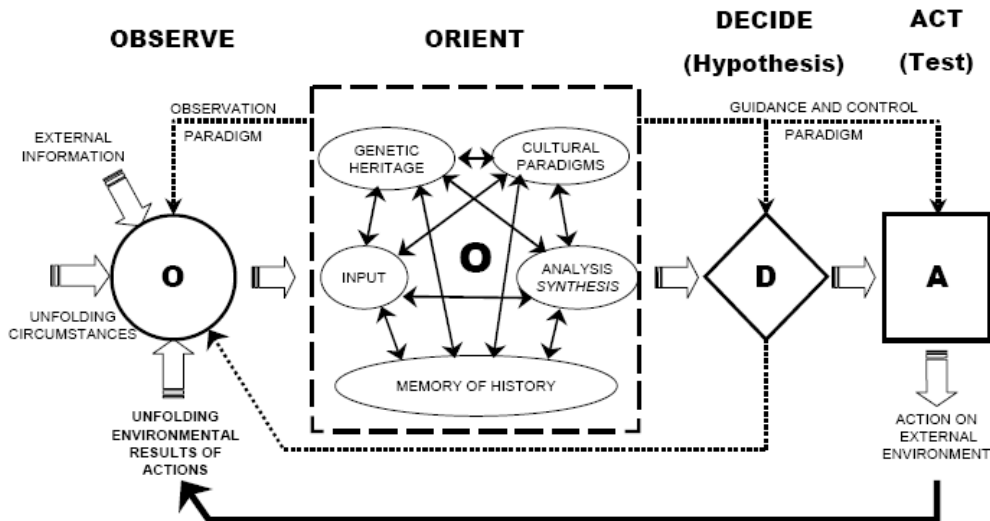 OBSERVE
ORIENT
DECIDE
(Hypothesis)
ACT
(Test)
OBSERVATION
PARADIGM
GUIDANCE AND CONTROL
PARADIGM
EXTERNAL
INFORMATION
GENETIC
HERITAGE
CULTURAL
PARADIGMS
O
INPUT
O
ANALYSIS
SYNTHESIS
D
A
UNFOLDING
CIRCUMSTANCES
MEMORY OF HISTORY
UNFOLDING
ENVIRONMENTAL
RESULTS OF
ACTIONS
ACTION ON
EXTERNAL
ENVIRONMENT